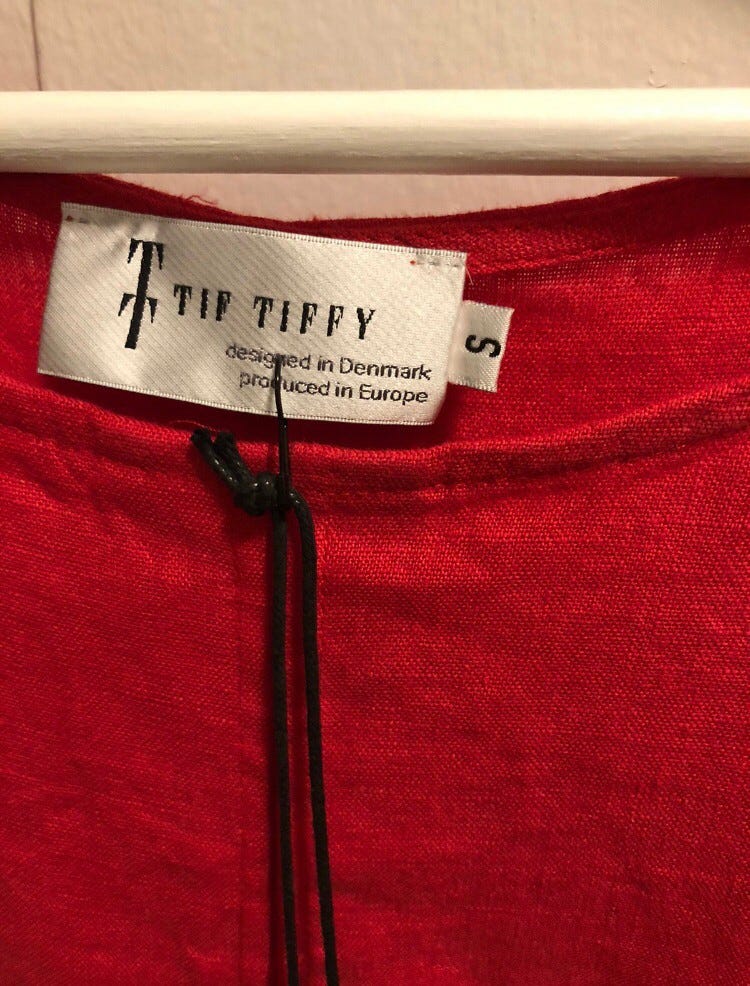 TIF TIFFY
designed in Denmark
produced in Europe
S